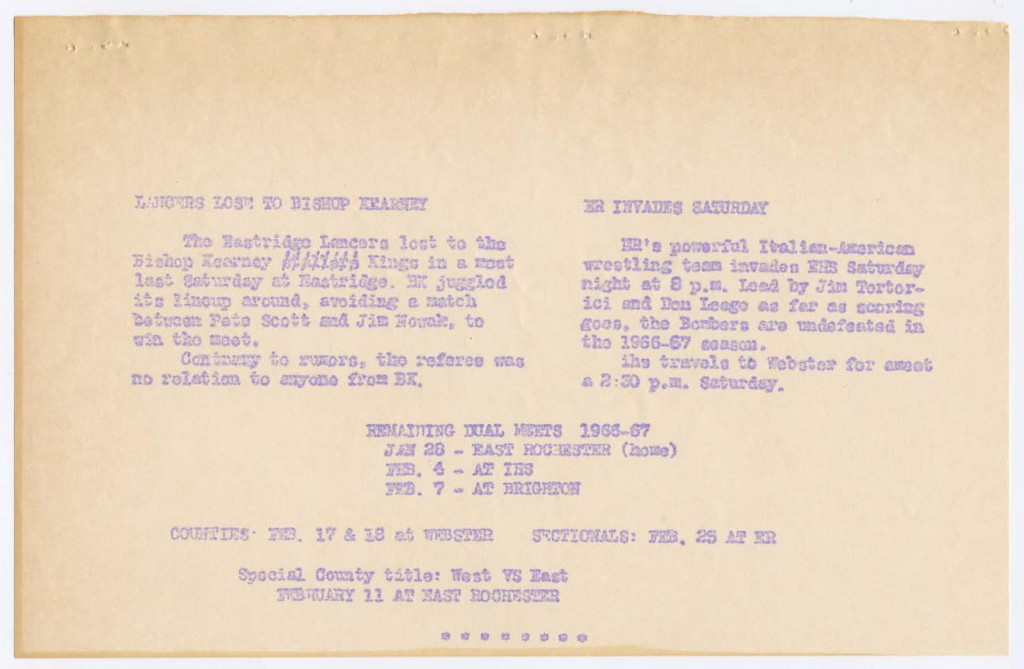 LANCERS LOSE TO BISHOP KEARNEY
The Eastridge Lancers lost to the
Bishop Kearney Kings in a meet
last Saturday at Eastridge. BK juggled
its lineup around, avoiding a match
between Pete Scott and Jim Nowak, to
win the meet.
Contrary to rumors, the referee was
no relation to anyone from BK.
ER INVADES SATURDAY
ER's powerful Italian-American
wrestling team invades EHS Saturday
night at 8 p.m. Lead by Jim Tortor-
ici and Don Leege as far as scoring
goes, the Bombers are undefeated in
the 1966-67 season.
ihs travels to Webster for ameet
a 2:30 p.m. Saturday.
REMAINING DUAL MEETS 1966-67
JAN 28 - EAST ROCHESTER (home)
FEB. 4 - AT IHS
FEB. 7 - AT BRIGHTON
COUNTIES: FEB. 17 & 18 at WEBSTER SECTIONALS: FEB. 25 AT ER
Special County title: West VS East
FEBRUARY 11 AT EAST ROCHESTER
* * * * * * * *